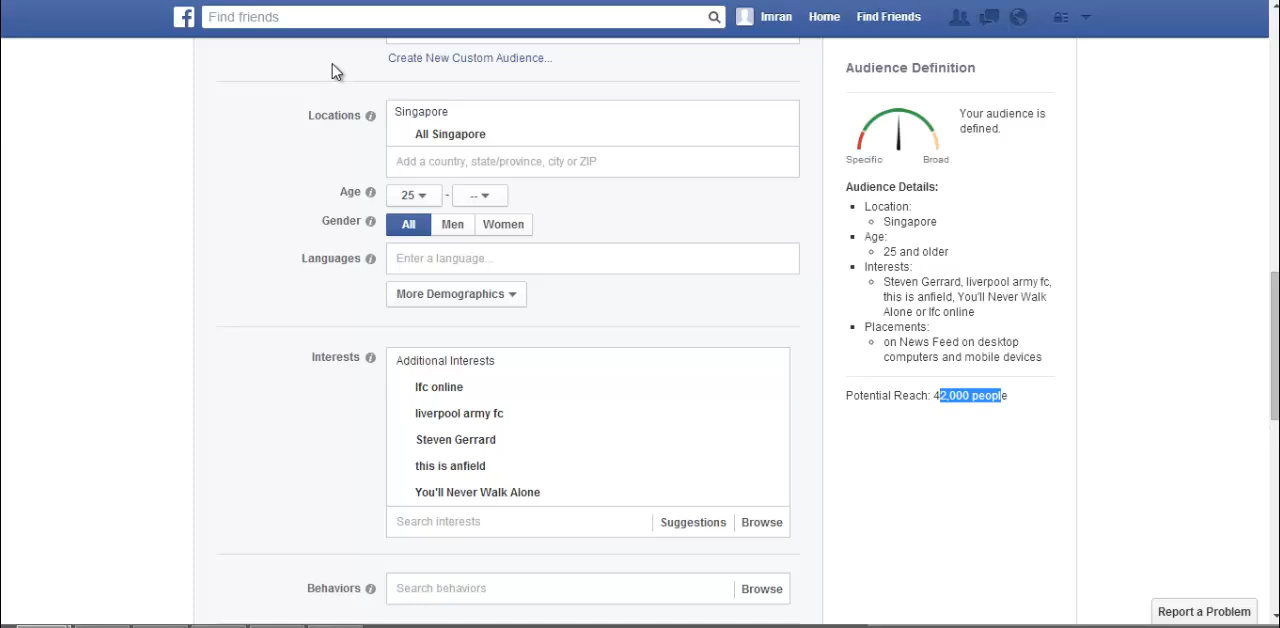 Find friends
Imran
Home
Find Friends
Create New Custom Audience...
Locations
Singapore
All Singapore
Add a country, state/province, city or ZIP
Age
25
-
--
Gender
All
Men
Women
Languages
Enter a language...
More Demographics
Interests
Additional Interests
lfc online
liverpool army fc
Steven Gerrard
this is anfield
You'll Never Walk Alone
Search interests
Suggestions
Browse
Behaviors
Search behaviors
Browse
Audience Definition
Your audience is
defined.
Specific
Broad
Audience Details:
Location:
Singapore
Age:
25 and older
Interests:
Steven Gerrard, liverpool army fc,
this is anfield, You'll Never Walk
Alone or lfc online
Placements:
on News Feed on desktop
computers and mobile devices
Potential Reach: 42,000 people
Report a Problem